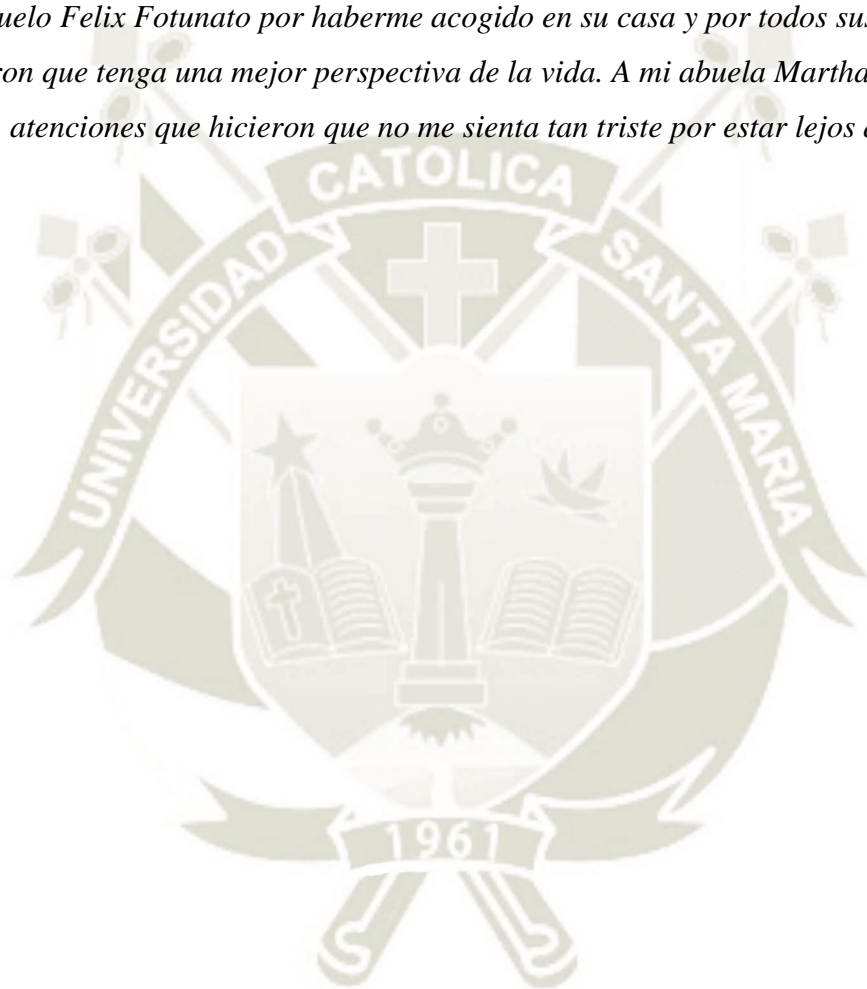 uelo Felix Fotunato por haberme acogido en su casa y por todos sus
ron que tenga una mejor perspectiva de la vida. A mi abuela Martha
atenciones que hicieron que no me sienta tan triste por estar lejos
UNIVERSIDAD CATOLICA SANTA MARIA
1961